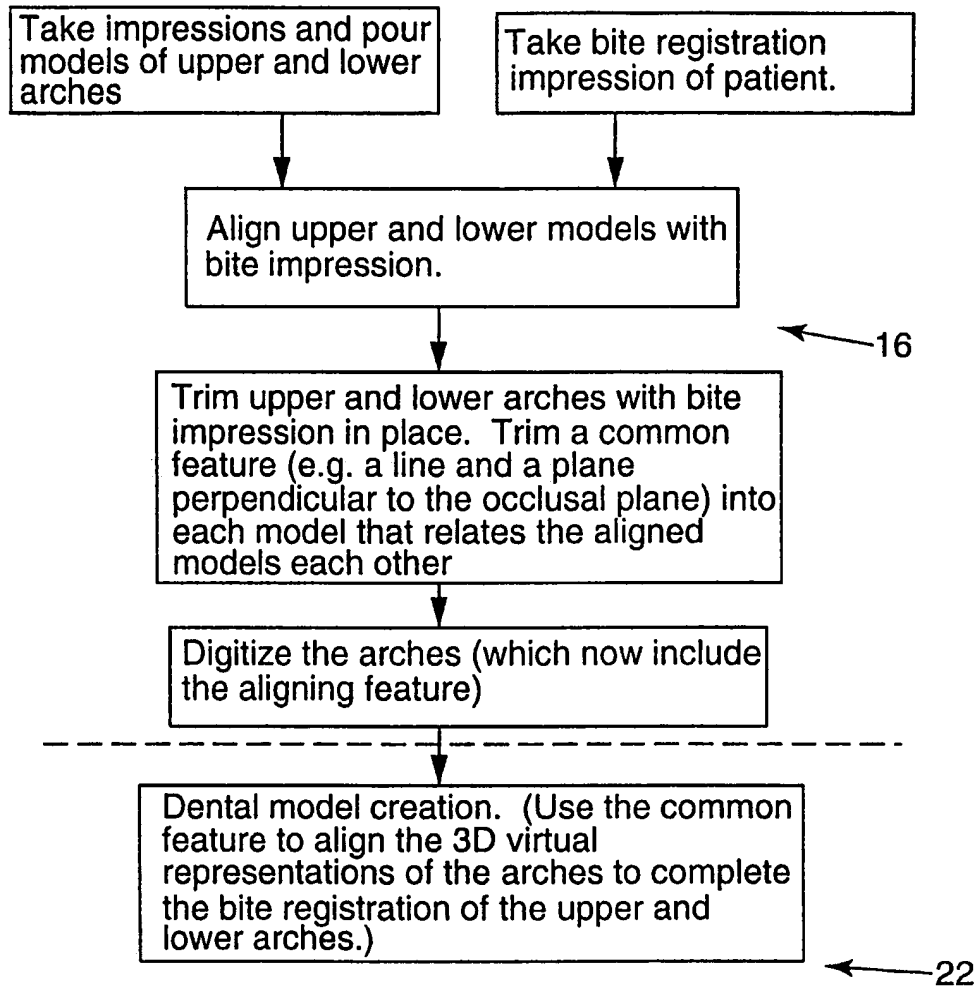 Take impressions and pour
models of upper and lower
arches
Take bite registration
impression of patient.
Align upper and lower models with
bite impression.
16
Trim upper and lower arches with bite
impression in place. Trim a common
feature (e.g. a line and a plane
perpendicular to the occlusal plane) into
each model that relates the aligned
models each other
Digitize the arches (which now include
the aligning feature)
Dental model creation. (Use the common
feature to align the 3D virtual
representations of the arches to complete
the bite registration of the upper and
lower arches.)
22